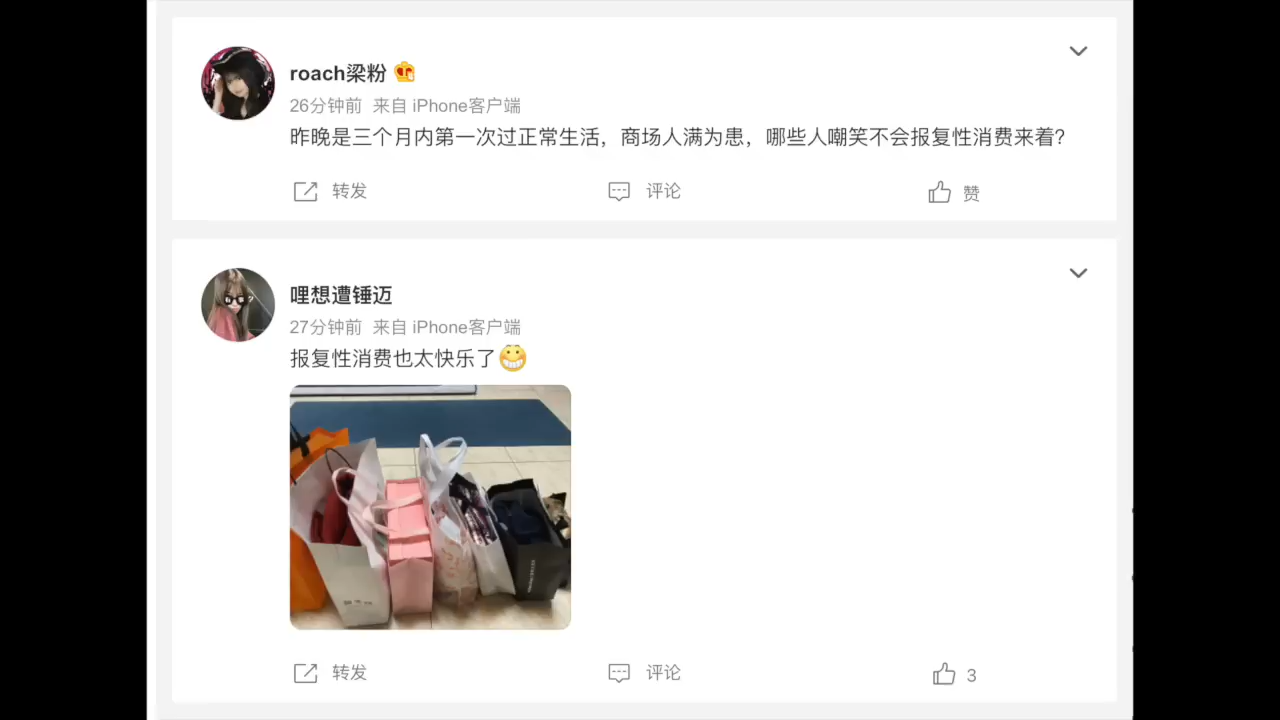 roach梁粉
26分钟前 来自 iPhone客户端
昨晚是三个月内第一次过正常生活，商场人满为患，哪些人嘲笑不会报复性消费来着？
转发
评论
赞
哩想遭锤迈
27分钟前 来自 iPhone客户端
报复性消费也太快乐了
转发
评论
3